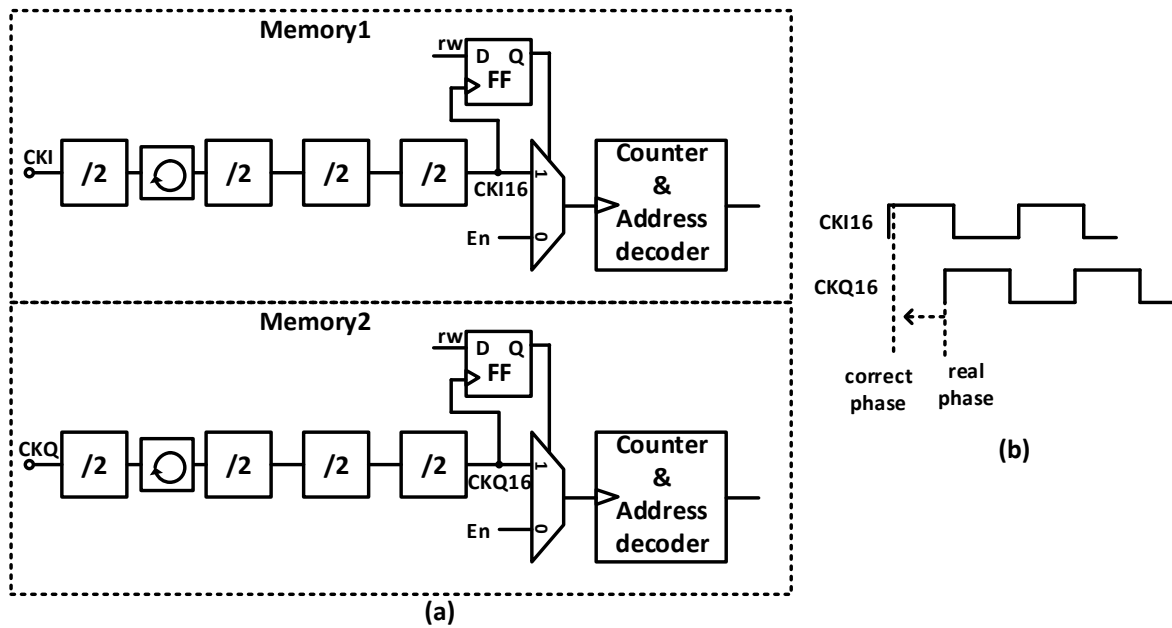 Memory1
rw
D Q
FF
CKI
/2
/2
/2
/2
CKI16
1
0
En
Counter
&
Address
decoder
Memory2
rw
D Q
FF
CKQ
/2
/2
/2
/2
CKQ16
1
0
En
Counter
&
Address
decoder
(a)
CKI16
CKQ16
correct
phase
real
phase
(b)